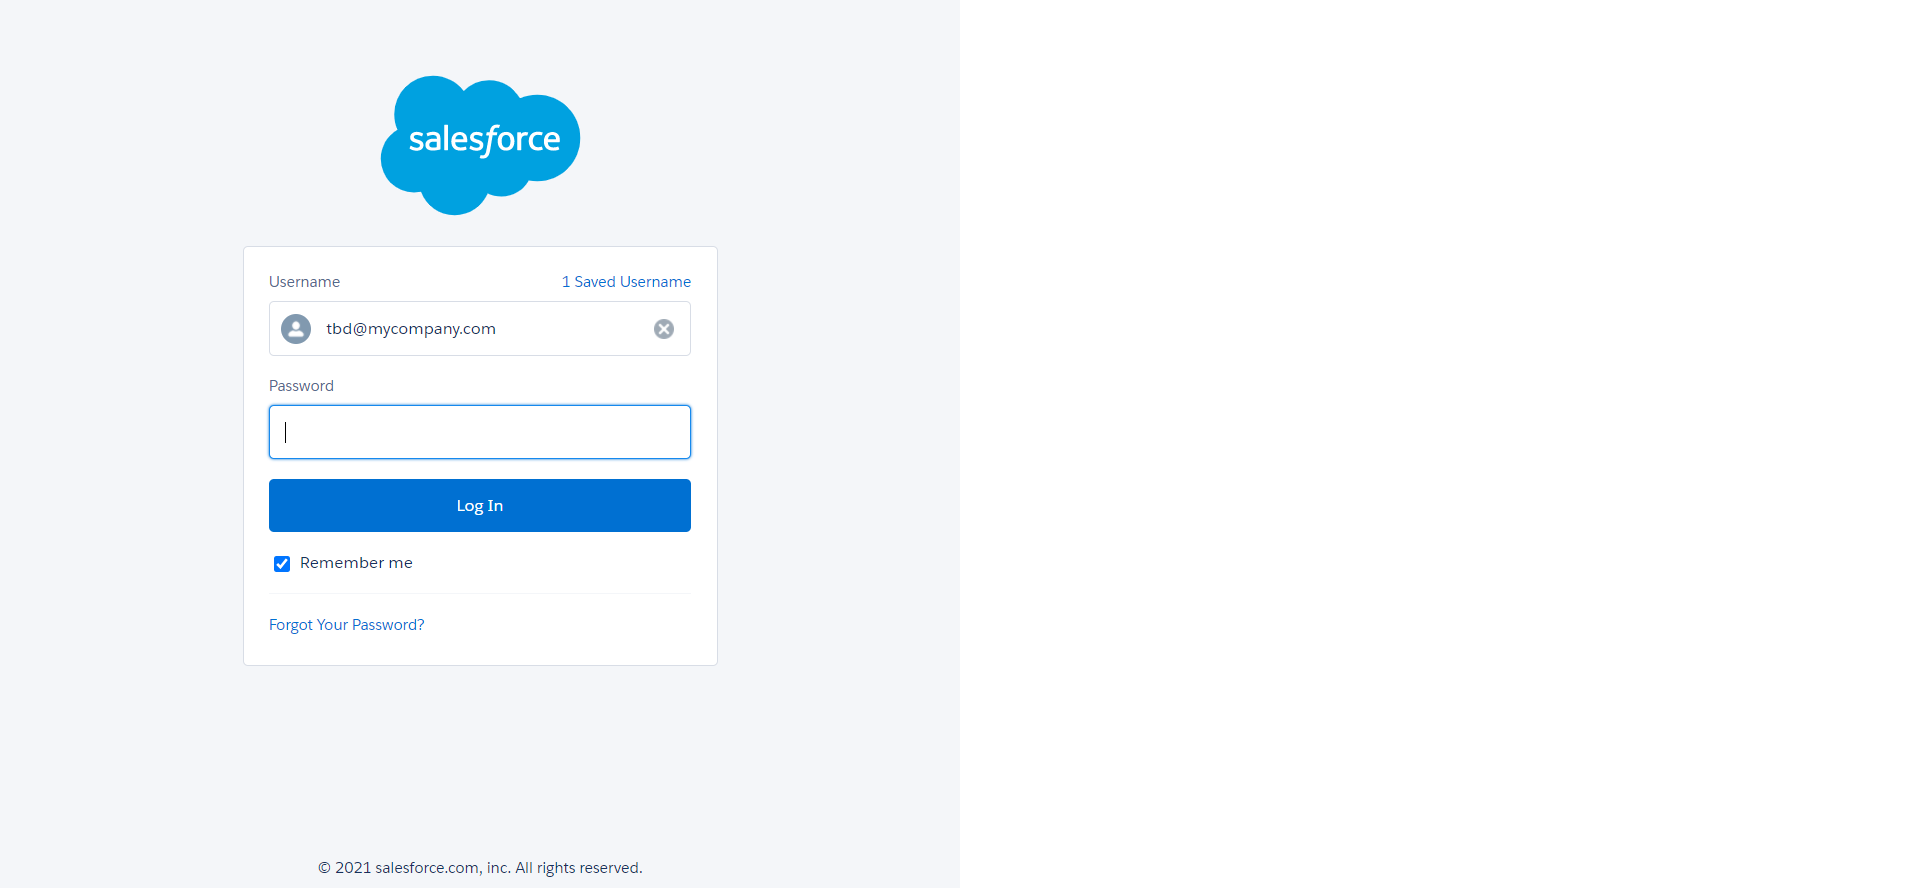 salesforce
Username 1 Saved Username
tbd@mycompany.com
Password
Log In
Remember me
Forgot Your Password?
© 2021 salesforce.com, inc. All rights reserved.